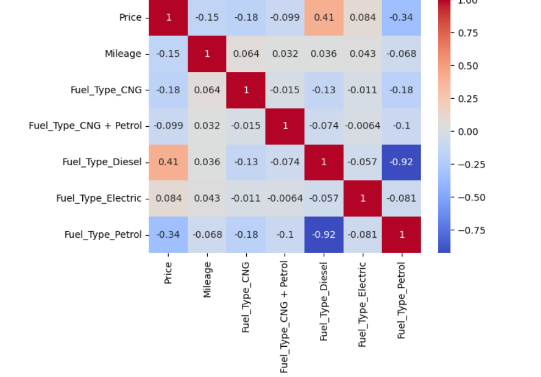 Price 1 -0.15 -0.18 -0.099 0.41 0.084 -0.34
Mileage -0.15 1 0.064 0.032 0.036 0.043 -0.068
Fuel_Type_CNG -0.18 0.064 1 -0.015 -0.13 -0.011 -0.18
Fuel_Type_CNG + Petrol -0.099 0.032 -0.015 1 -0.074 -0.0064 -0.1
Fuel_Type_Diesel 0.41 0.036 -0.13 -0.074 1 -0.057 -0.92
Fuel_Type_Electric 0.084 0.043 -0.011 -0.0064 -0.057 1 -0.081
Fuel_Type_Petrol -0.34 -0.068 -0.18 -0.1 -0.92 -0.081 1
Price
Mileage
Fuel_Type_CNG
Fuel_Type_CNG + Petrol
Fuel_Type_Diesel
Fuel_Type_Electric
Fuel_Type_Petrol
1.00
0.75
0.50
0.25
0.00
−0.25
−0.50
−0.75